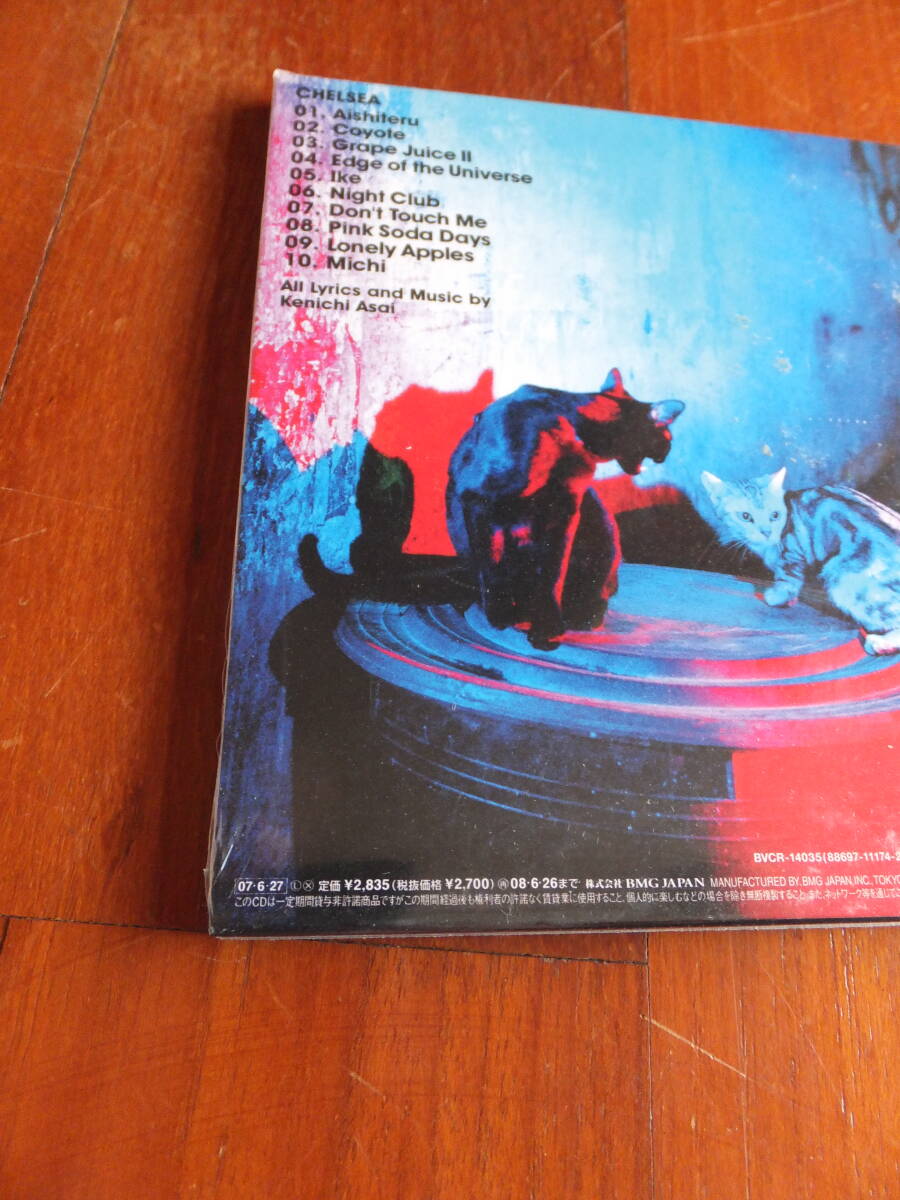 CHELSEA
01. Aishiteru
02. Coyote
03. Grape Juice II
04. Edge of the Universe
05. Ike
06. Night Club
07. Don't Touch Me
08. Pink Soda Days
09. Lonely Apples
10. Michi
All Lyrics and Music by
Kenichi Asai
BVCR-14035(88697-11174-2
07·6·27 Ⓛ Ⓧ 定価 ¥2,835(税抜価格 ¥2,700) 再 08·6·26まで 株式会社 BMG JAPAN MANUFACTURED BY BMG JAPAN, INC., TOKYO
このCDは一定期間貸与非許諾商品ですがこの期間経過後も権利者の許諾なく賃貸業に使用すること、個人的に楽しむなどの場合を除き無断複製すること、また、ネットワーク等を通じてこ